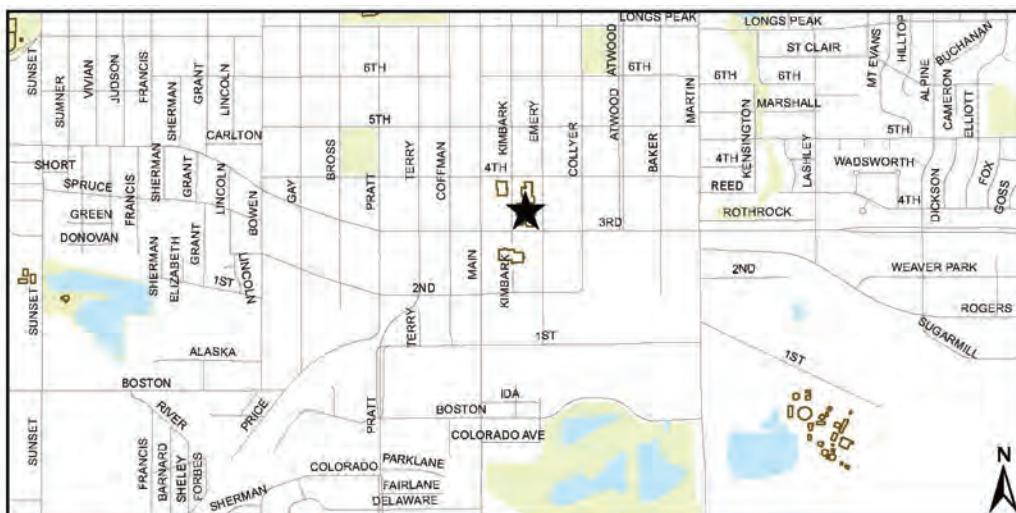 LONGS PEAK
LONGS PEAK
ST CLAIR
MT EVANS
HILLTOP
BUCHANAN
SUNSET
SUMNER
VIVIAN
JUDSON
FRANCIS
SHERMAN
GRANT
LINCOLN
6TH
ATWOOD
6TH
6TH
6TH
ALPINE
CAMERON
ELLIOTT
MARTIN
KENSINGTON
MARSHALL
5TH
KIMBARK
EMERY
COLLYER
ATWOOD
BAKER
5TH
CARLTON
BROSS
TERRY
COFFMAN
4TH
4TH
LASHLEY
WADSWORTH
SHORT
SPRUCE
SHERMAN
GRANT
LINCOLN
BOWEN
GAY
PRATT
REED
4TH
DICKSON
FOX
GOSS
GREEN
FRANCIS
DONOVAN
3RD
ROTHROCK
SHERMAN
ELIZABETH
GRANT
1ST
LINCOLN
MAIN
KIMBARK
2ND
2ND
WEAVER PARK
ROGERS
SUNSET
TERRY
1ST
1ST
SUGARMILL
ALASKA
BOSTON
RIVER
PRICE
PRATT
IDA
BOSTON
COLORADO AVE
SUNSET
FRANCIS
BARNARD
SHELEY
FORBES
SHERMAN
COLORADO
PARKLANE
FAIRLANE
DELAWARE
N